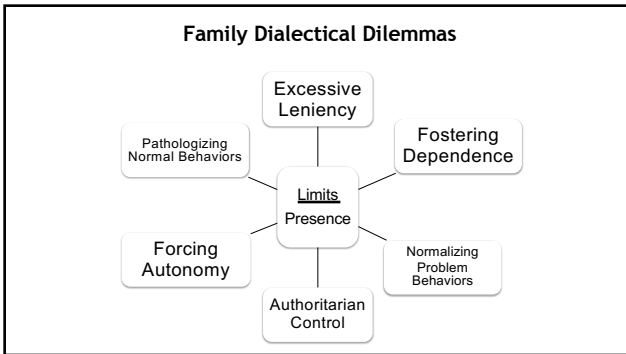 Family Dialectical Dilemmas
Excessive
Leniency
Pathologizing
Normal Behaviors
Fostering
Dependence
Limits
Presence
Forcing
Autonomy
Normalizing
Problem
Behaviors
Authoritarian
Control